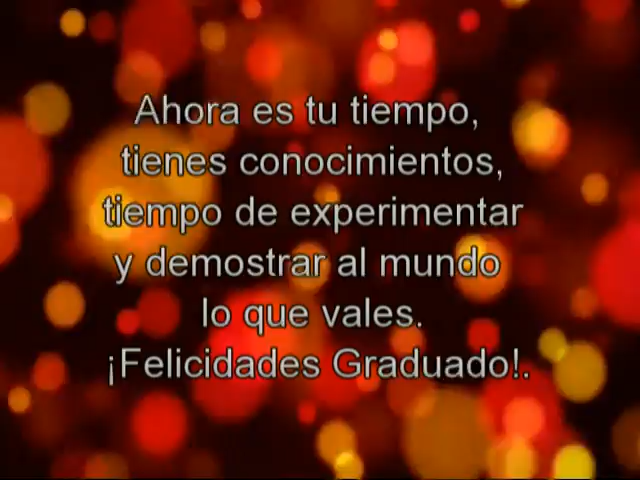 Ahora es tu tiempo,
tienes conocimientos,
tiempo de experimentar
y demostrar al mundo
lo que vales.
¡Felicidades Graduado!.